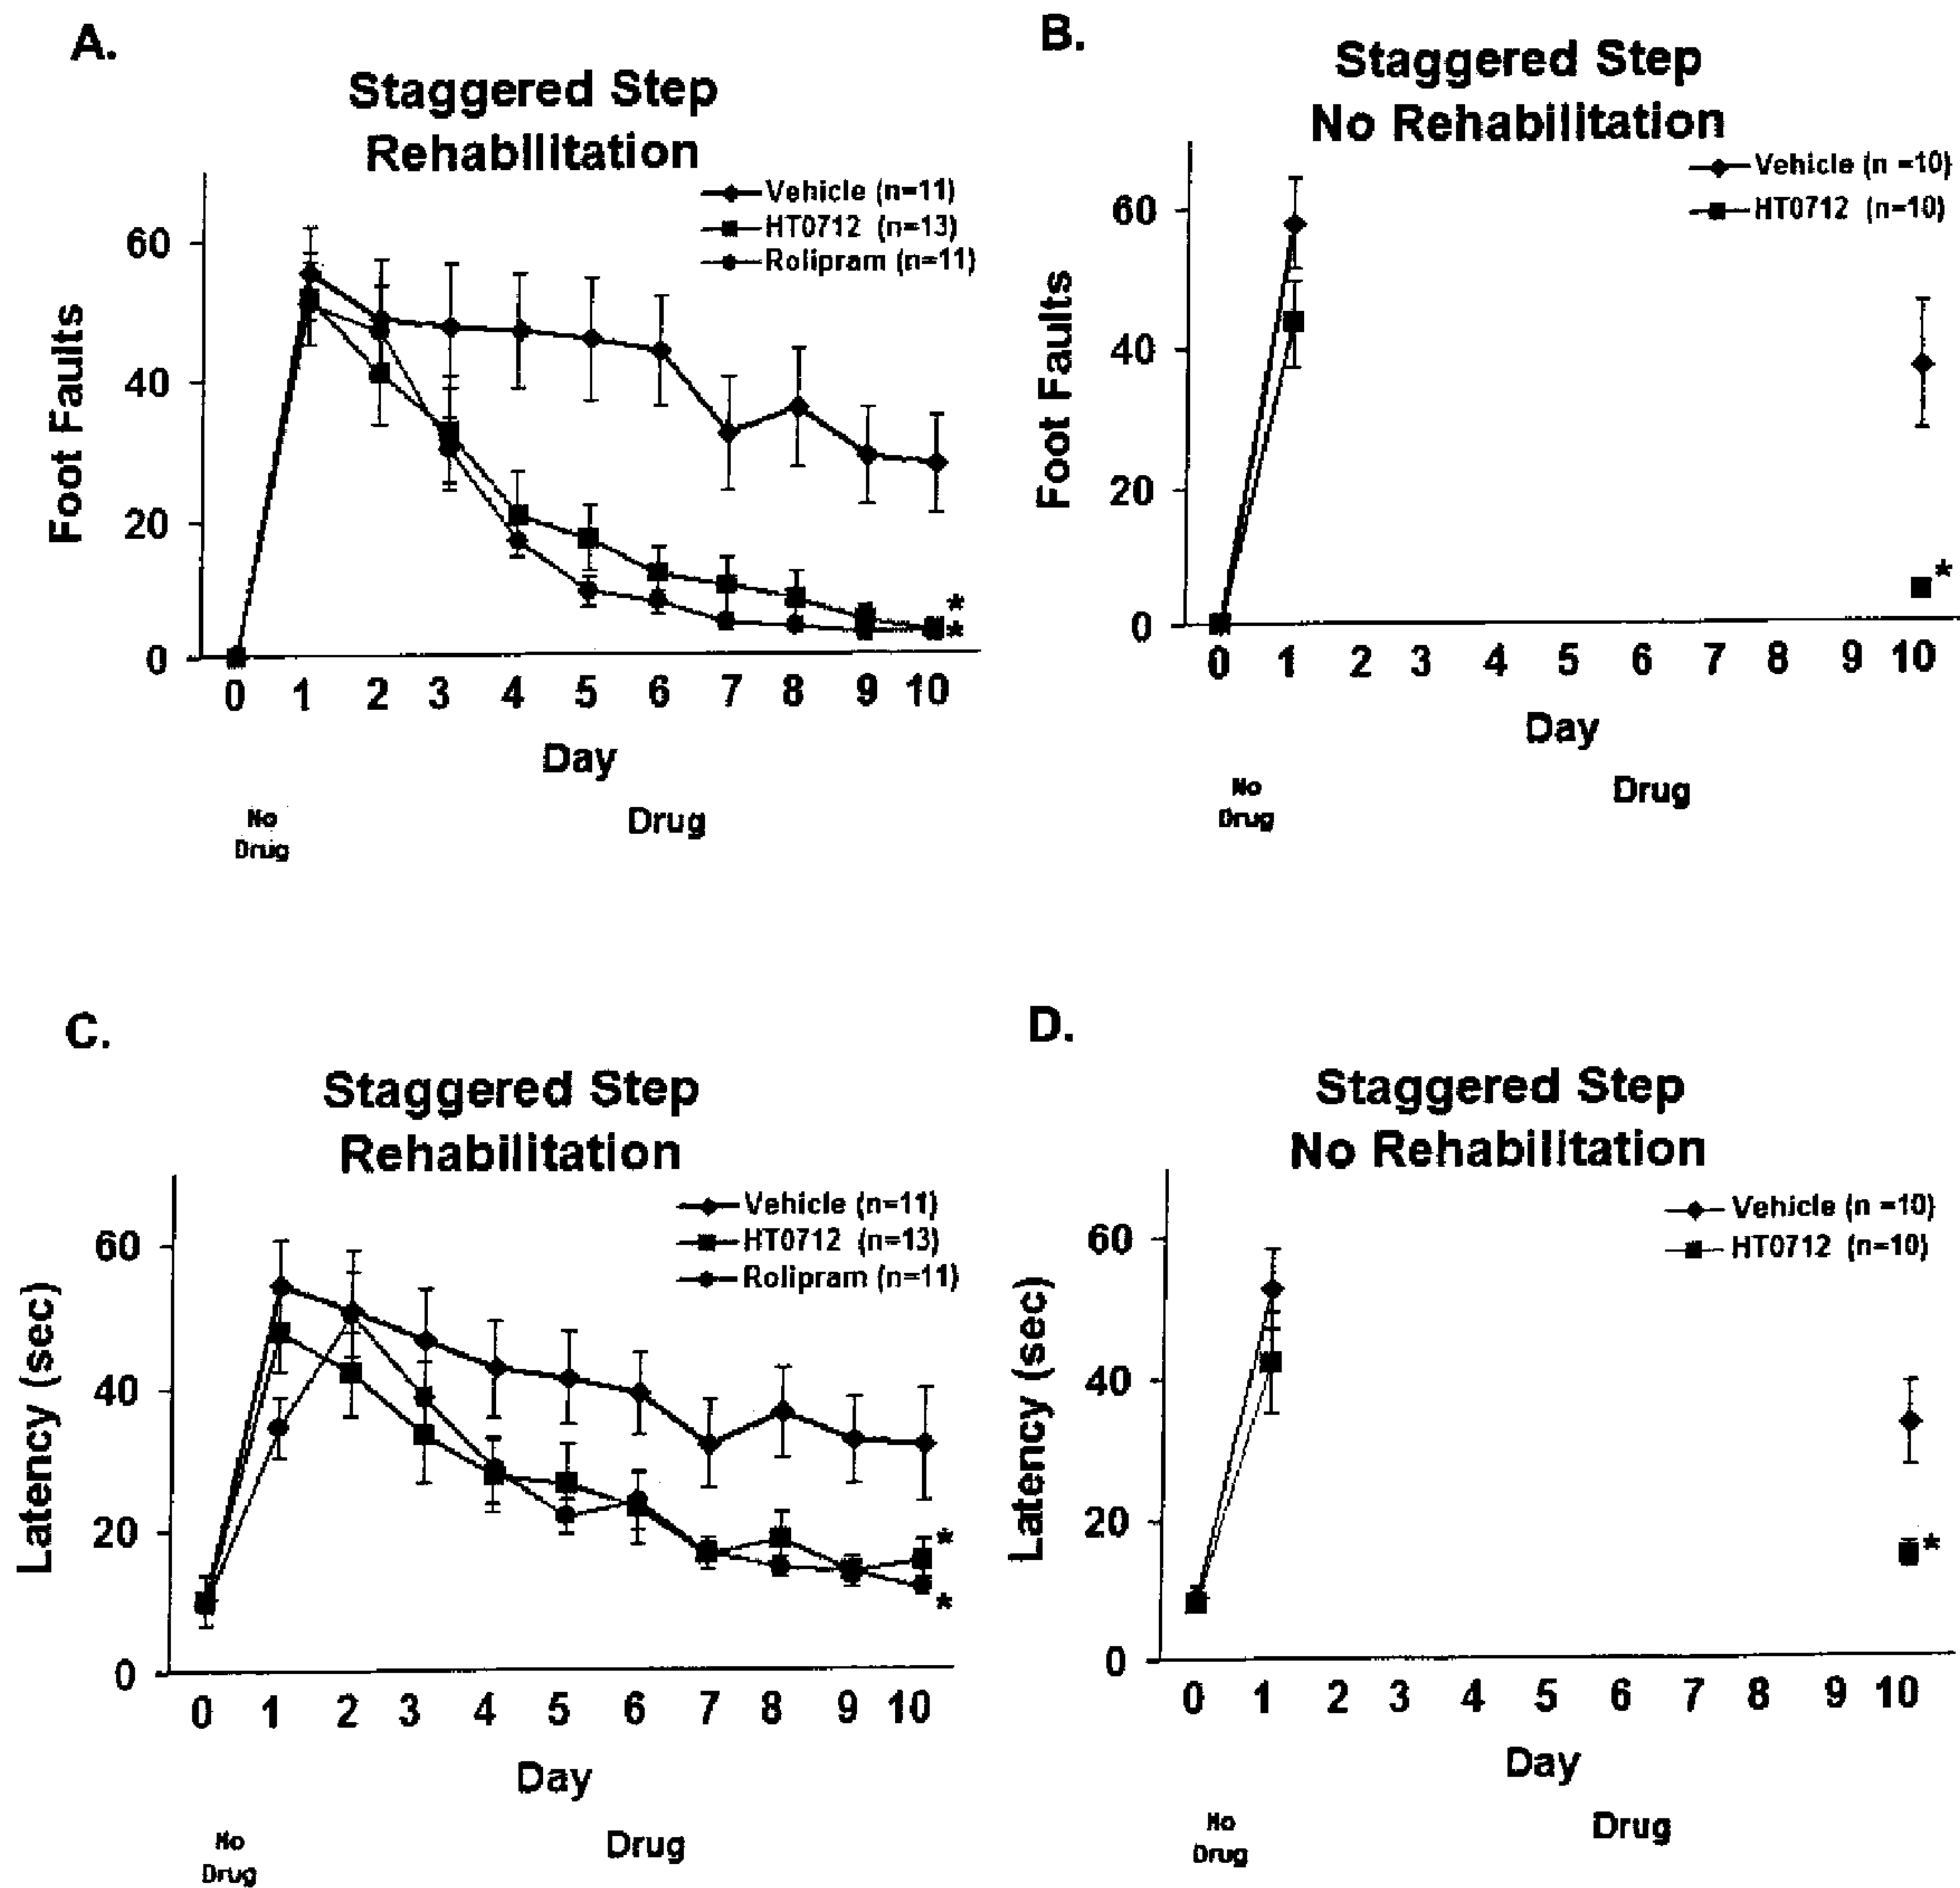 A.
Staggered Step
Rehabilitation
Vehicle (n=11)
HT0712 (n=13)
Rolipram (n=11)
Foot Faults
60
40
20
0
0 1 2 3 4 5 6 7 8 9 10
Day
No
Drug
Drug
*
*
B.
Staggered Step
No Rehabilitation
Vehicle (n =10)
HT0712 (n=10)
Foot Faults
60
40
20
0
0 1 2 3 4 5 6 7 8 9 10
Day
No
Drug
Drug
*
C.
Staggered Step
Rehabilitation
Vehicle (n=11)
HT0712 (n=13)
Rolipram (n=11)
Latency (sec)
60
40
20
0
0 1 2 3 4 5 6 7 8 9 10
Day
No
Drug
Drug
*
*
D.
Staggered Step
No Rehabilitation
Vehicle (n =10)
HT0712 (n=10)
Latency (sec)
60
40
20
0
0 1 2 3 4 5 6 7 8 9 10
Day
No
Drug
Drug
*